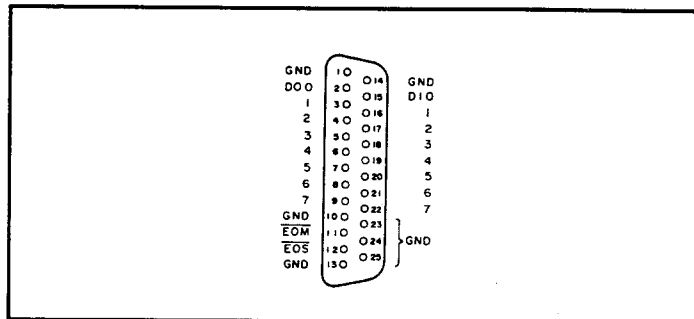 GND 1 14 GND
DO 0 2 15 DI 0
1 3 16 1
2 4 17 2
3 5 18 3
4 6 19 4
5 7 20 5
6 8 21 6
7 9 22 7
GND 10 23
EOM 11 24 GND
EOS 12 25
GND 13